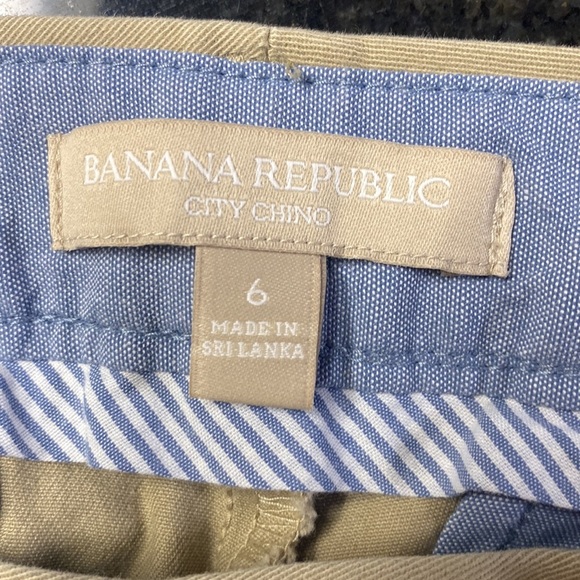 BANANA REPUBLIC
CITY CHINO
6
MADE IN
SRI LANKA